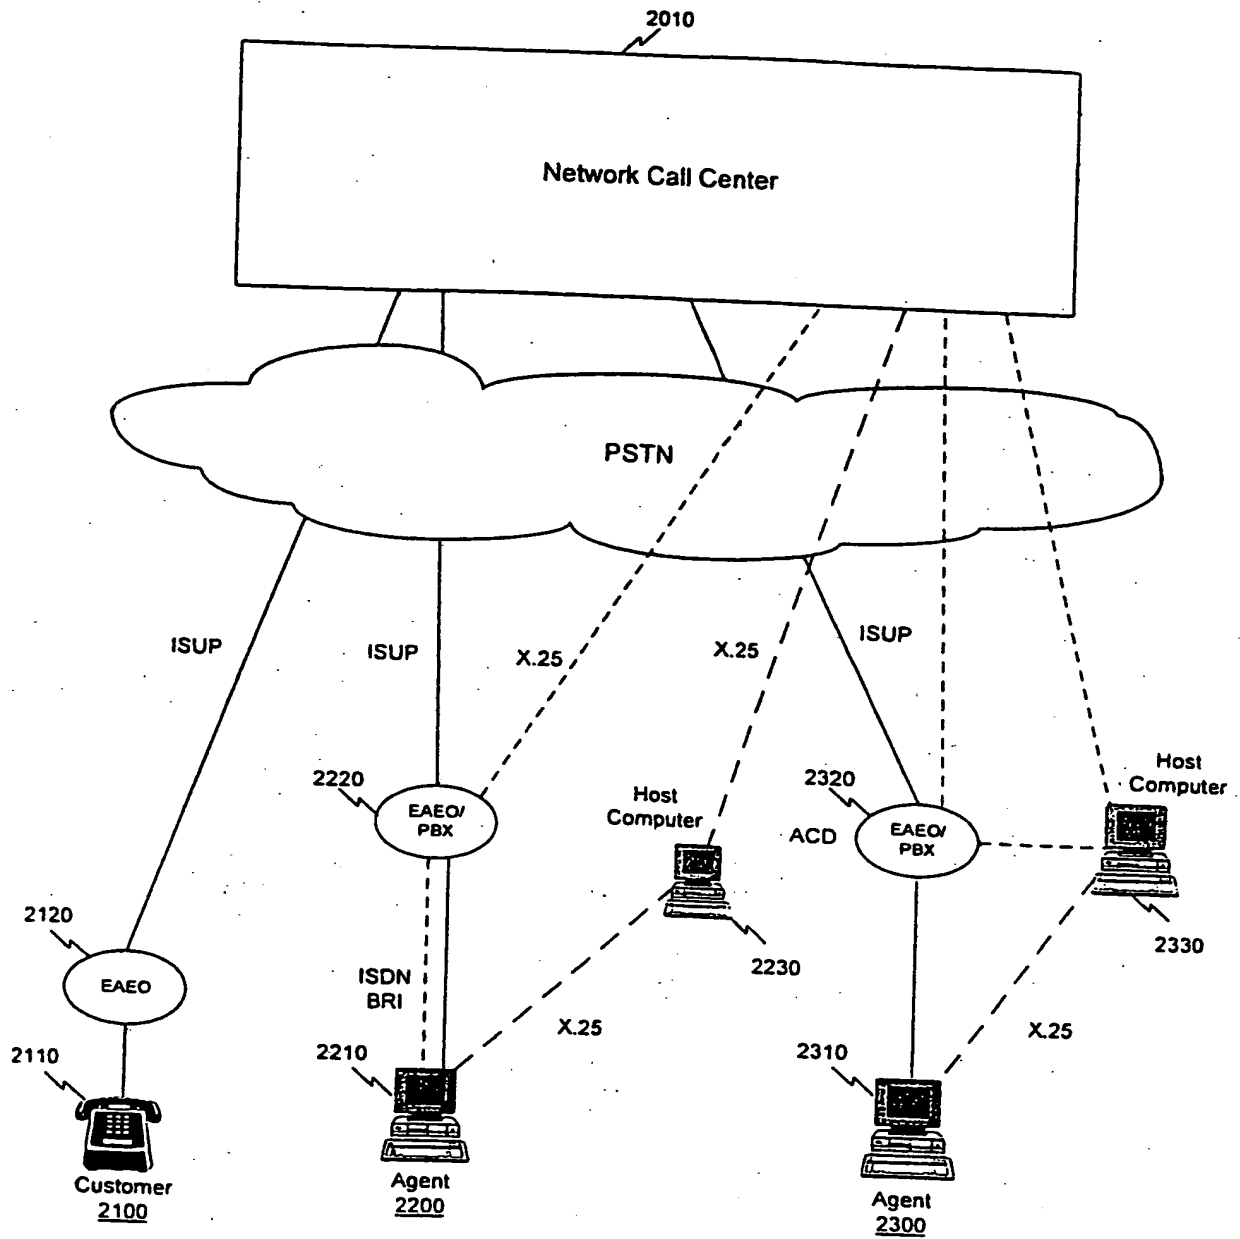 2010
Network Call Center
PSTN
ISUP
ISUP
X.25
X.25
ISUP
2220
EAEO/
PBX
Host
Computer
2320
ACD
EAEO/
PBX
Host
Computer
2120
EAEO
ISDN
BRI
2230
2330
X.25
X.25
2110
2210
2310
Customer
2100
Agent
2200
Agent
2300